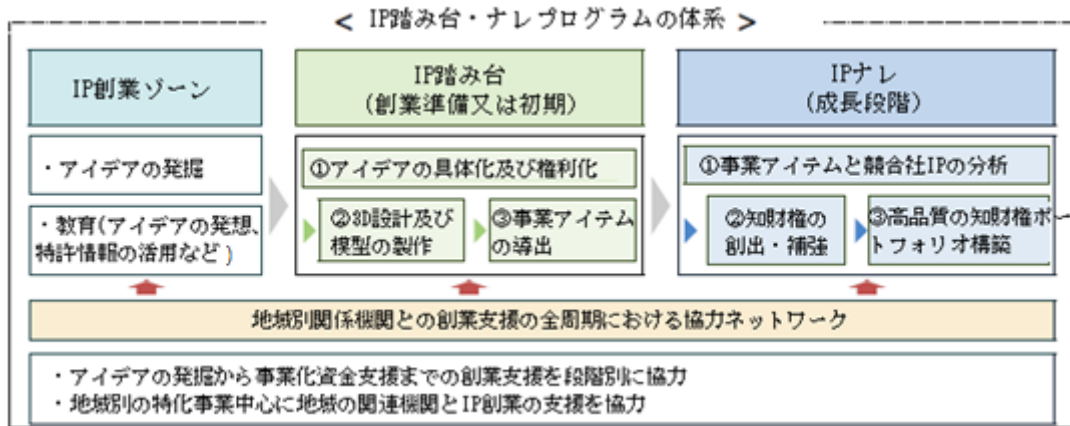 < IP踏み台・ナレプログラムの体系 >
IP創業ゾーン
IP踏み台
(創業準備又は初期)
IPナレ
(成長段階)
・アイデアの発掘
・教育(アイデアの発想、
特許情報の活用など)
①アイデアの具体化及び権利化
②3D設計及び
模型の製作
③事業アイテム
の導出
①事業アイテムと競合社IPの分析
②知財権の
創出・補強
③高品質の知財権ポー
トフォリオ構築
地域別関係機関との創業支援の全周期における協力ネットワーク
・アイデアの発掘から事業化資金支援までの創業支援を段階別に協力
・地域別の特化事業中心に地域の関連機関とIP創業の支援を協力